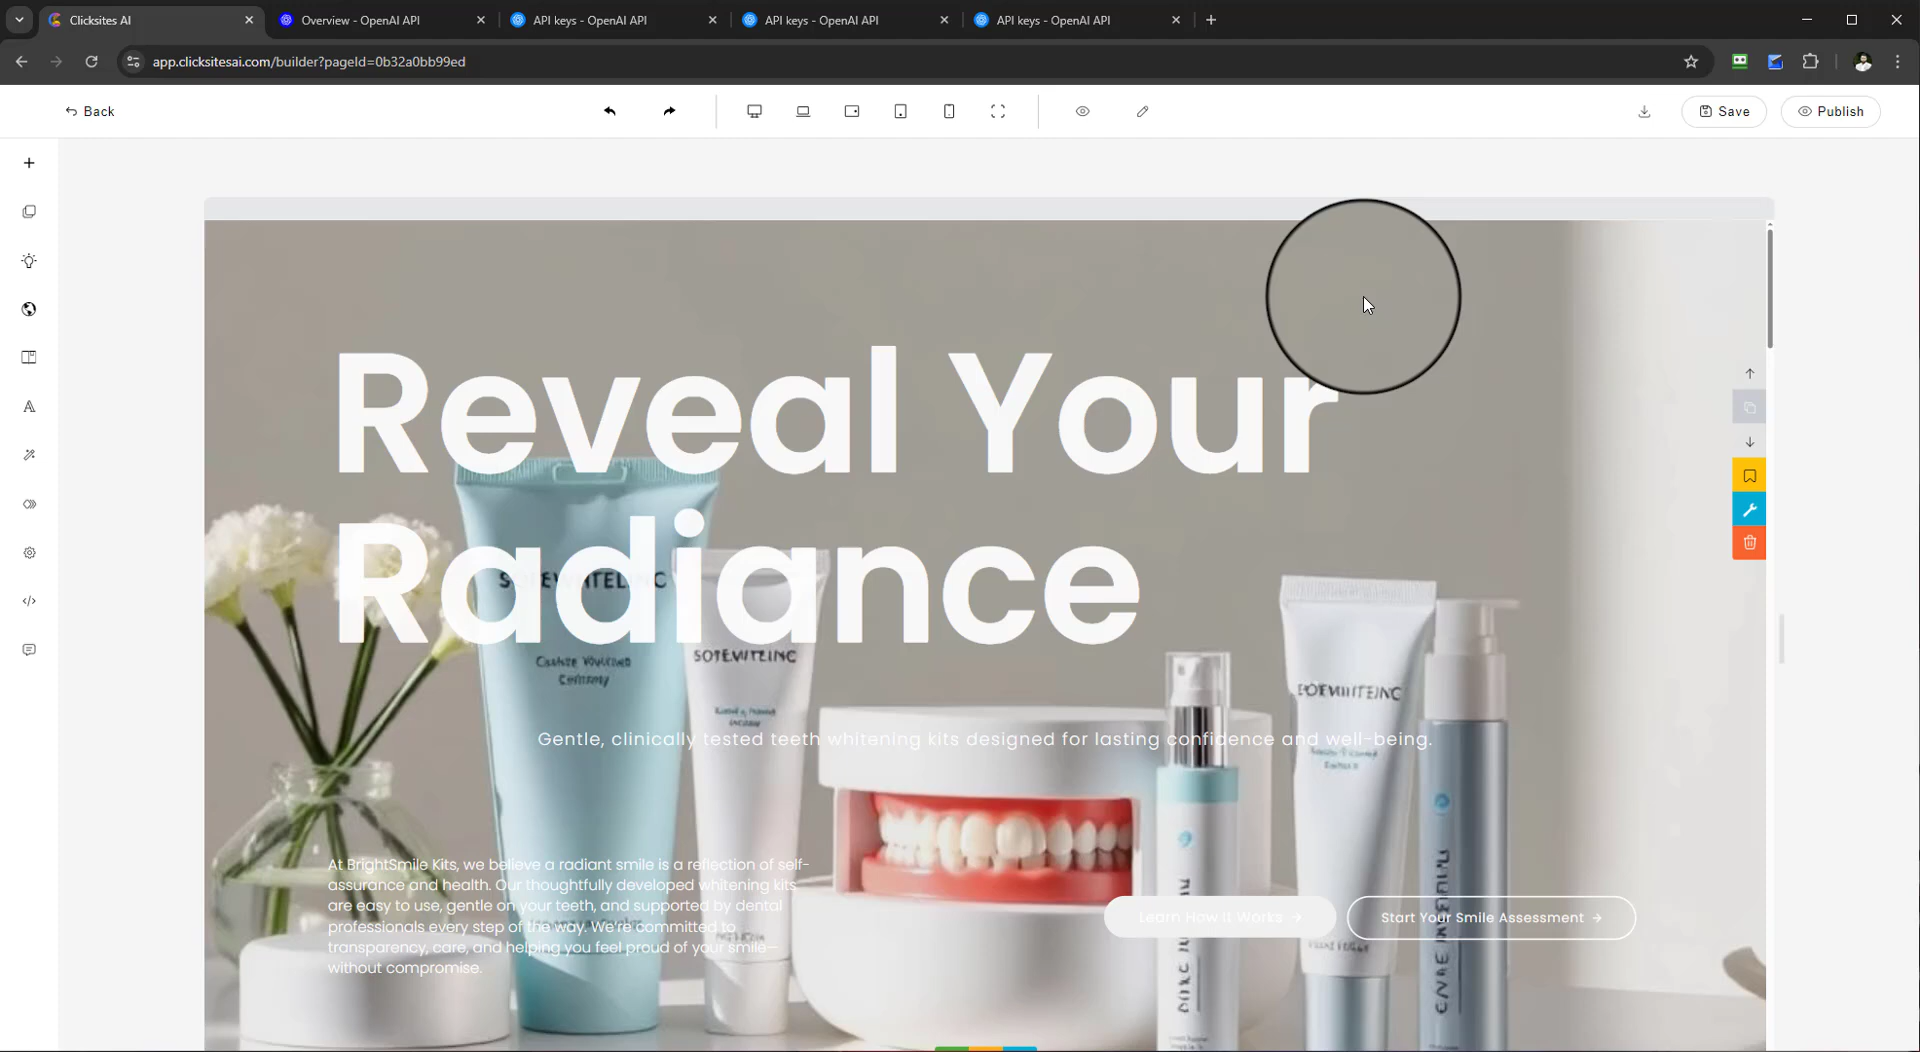 Clicksites AI
Overview - OpenAI API
API keys - OpenAI API
API keys - OpenAI API
API keys - OpenAI API
app.clicksitesai.com/builder?pageId=0b32a0bb99ed
Back
Save
Publish
Reveal Your
Radiance
SOTEWITZINC
Gentle, clinically tested teeth whitening kits designed for lasting confidence and well-being.
At BrightSmile Kits, we believe a radiant smile is a reflection of self-
assurance and health. Our thoughtfully developed whitening kits
are easy to use, gentle on your teeth, and supported by dental
professionals every step of the way. We're committed to
transparency, care, and helping you feel proud of your smile—
without compromise.
Learn How It Works →
Start Your Smile Assessment →